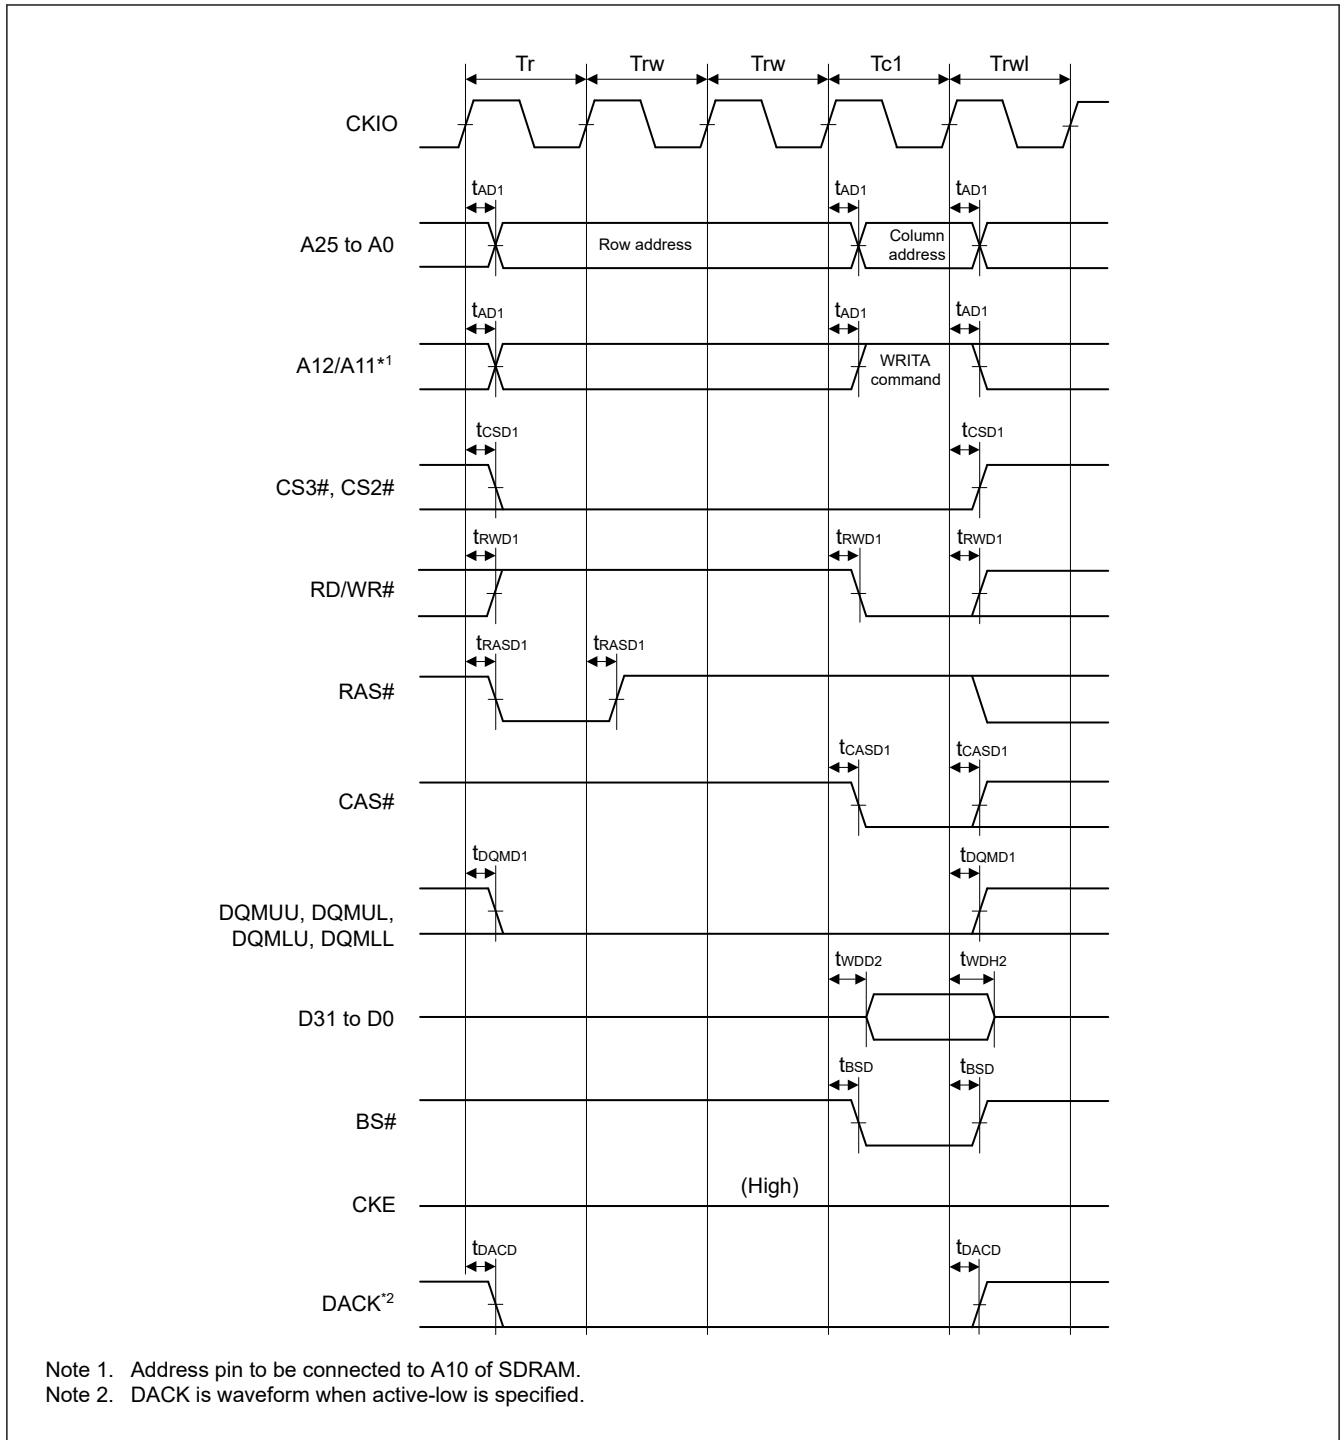 Tr Trw Trw Tc1 Trwl
CKIO
tAD1 tAD1 tAD1
A25 to A0
Row address
Column
address
tAD1 tAD1 tAD1
A12/A11*1
WRITA
command
tCSD1 tCSD1
CS3#, CS2#
tRWD1 tRWD1 tRWD1
RD/WR#
tRASD1 tRASD1
RAS#
tCASD1 tCASD1
CAS#
tDQMD1 tDQMD1
DQMUU, DQMUL,
DQMLU, DQMLL
tWDD2 tWDH2
D31 to D0
tBSD tBSD
BS#
(High)
CKE
tDACD tDACD
DACK*2
Note 1. Address pin to be connected to A10 of SDRAM.
Note 2. DACK is waveform when active-low is specified.